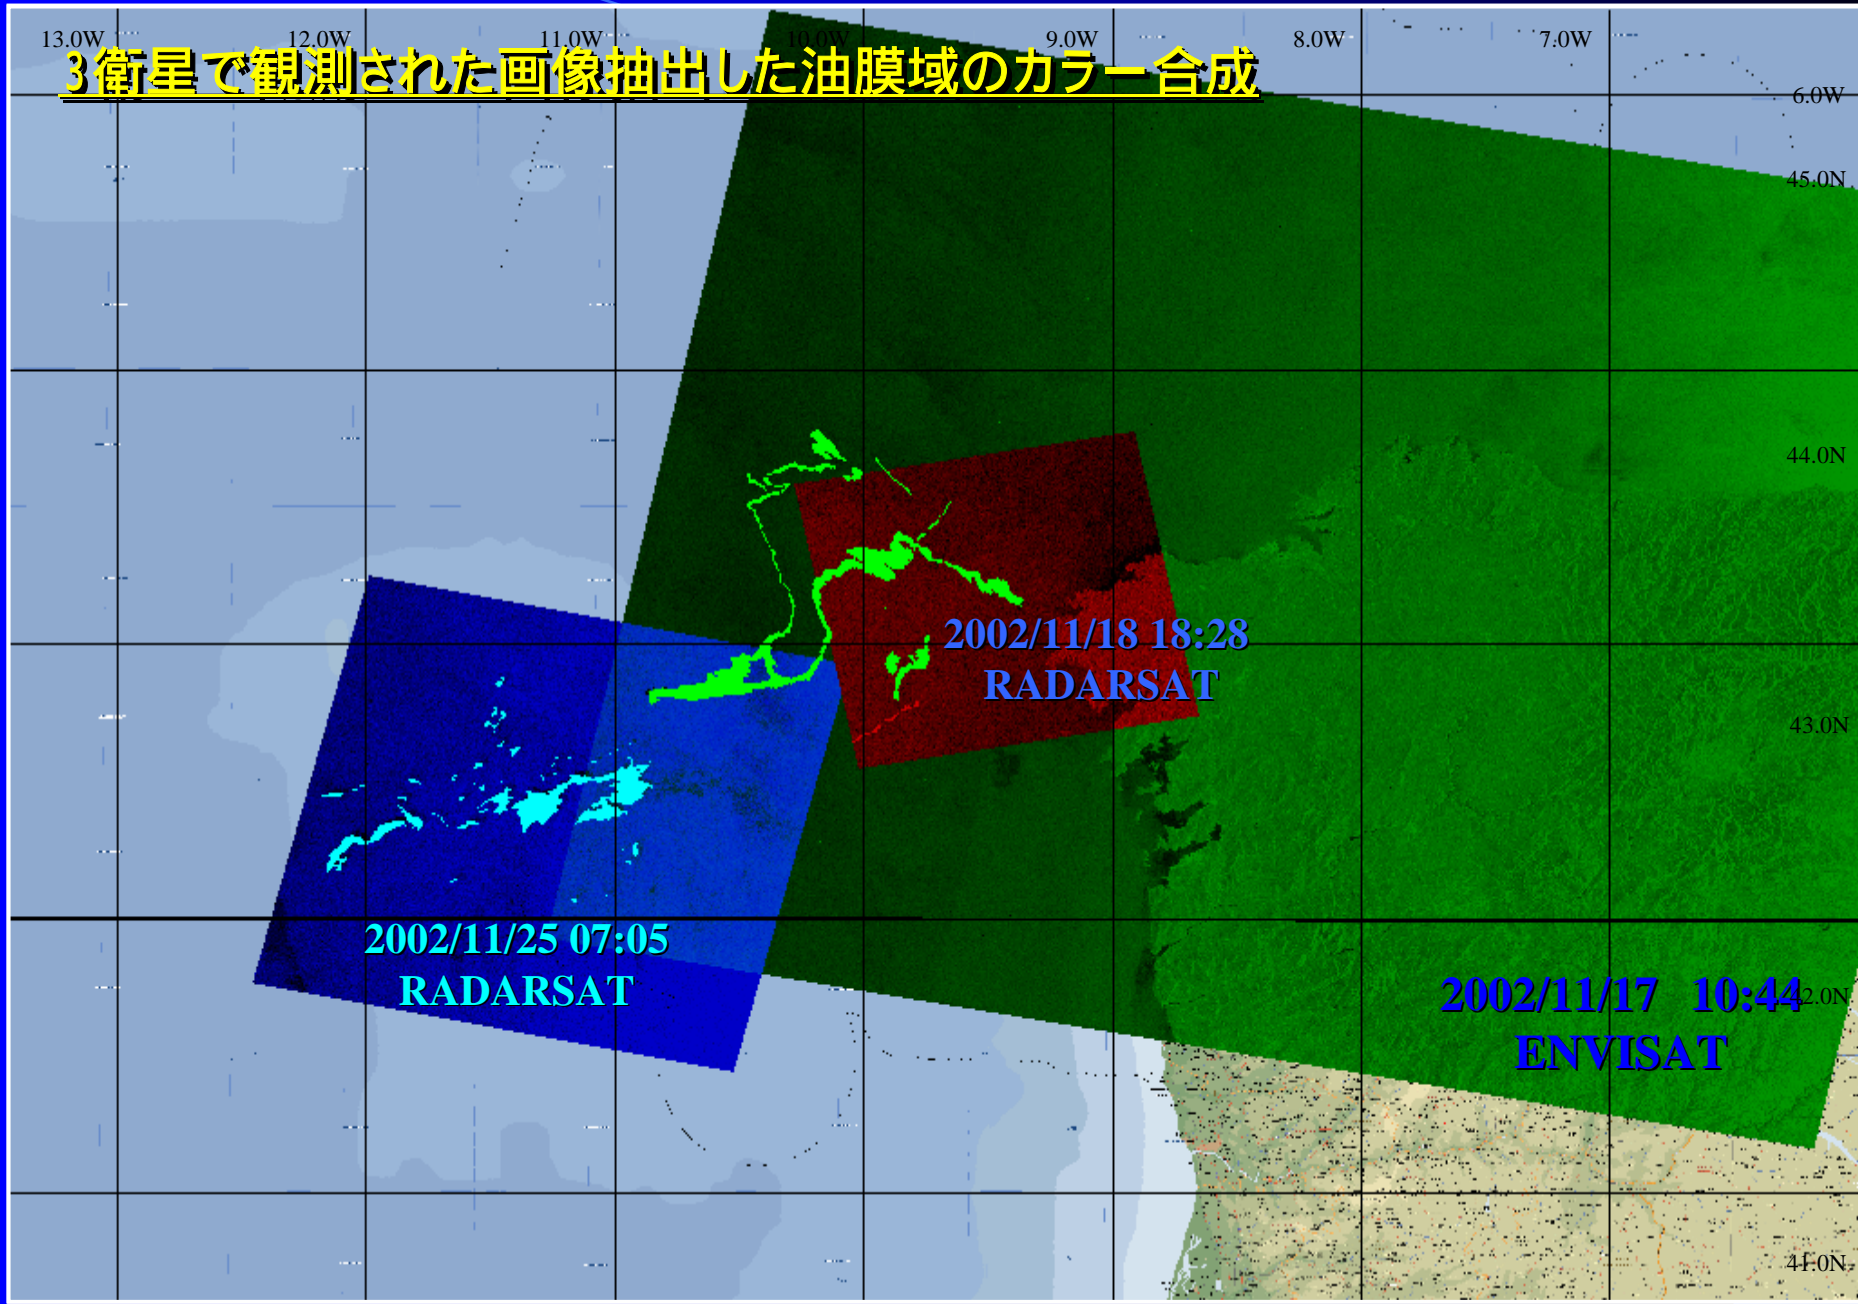 13.0W 12.0W 11.0W 10.0W 9.0W 8.0W 7.0W
3衛星で観測された画像抽出した油膜域のカラー合成
6.0W
45.0N
44.0N
2002/11/18 18:28
RADARSAT
43.0N
2002/11/25 07:05
RADARSAT
2002/11/17 10:44
42.0N
ENVISAT
41.0N